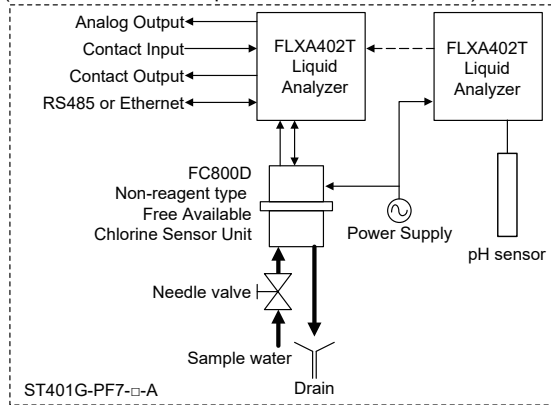 Analog Output
Contact Input
Contact Output
RS485 or Ethernet
FLXA402T
Liquid
Analyzer
FLXA402T
Liquid
Analyzer
FC800D
Non-reagent type
Free Available
Chlorine Sensor Unit
Power Supply
pH sensor
Needle valve
Sample water
Drain
ST401G-PF7-□-A